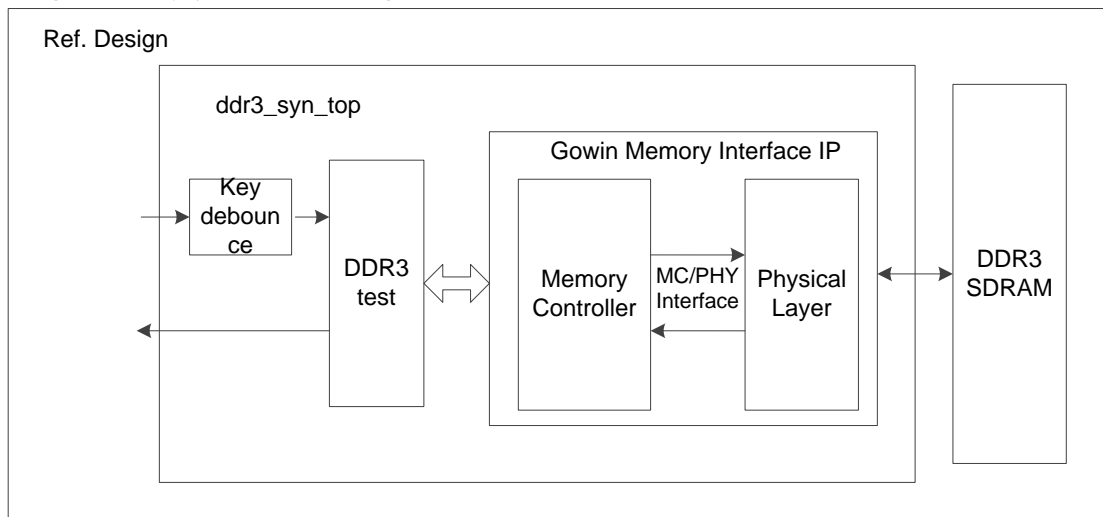 Ref. Design
ddr3_syn_top
Gowin Memory Interface IP
Key
deboun
ce
DDR3
test
Memory
Controller
MC/PHY
Interface
Physical
Layer
DDR3
SDRAM